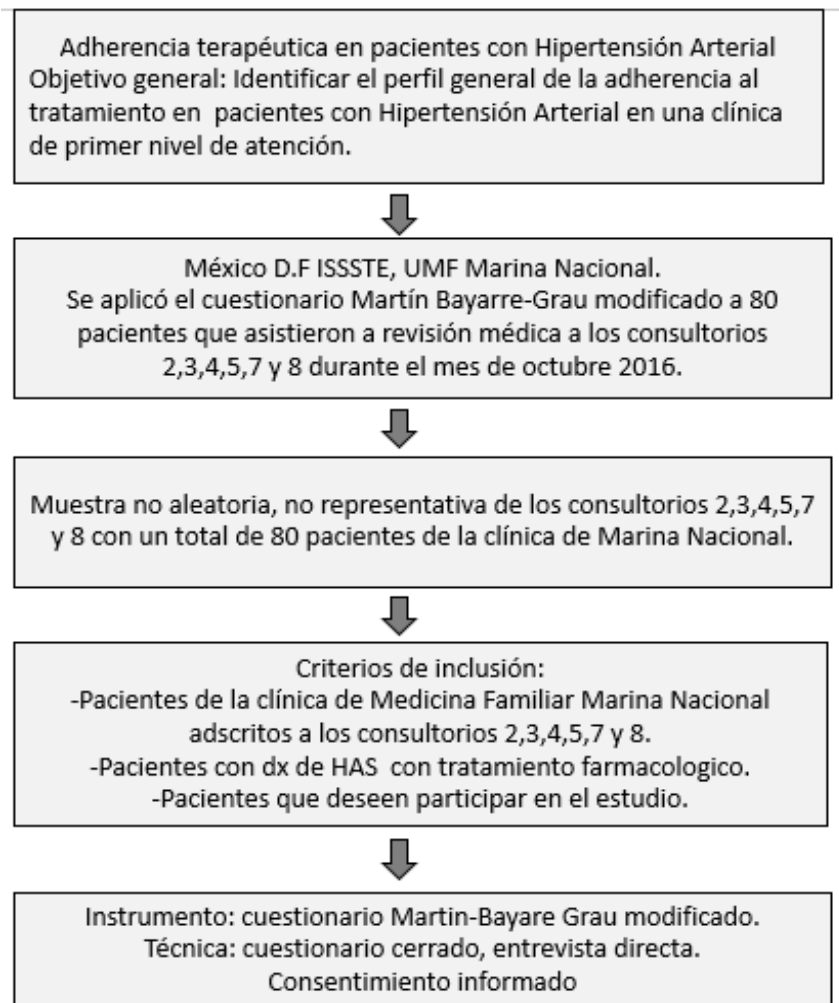 Adherencia terapéutica en pacientes con Hipertensión Arterial
Objetivo general: Identificar el perfil general de la adherencia al
tratamiento en pacientes con Hipertensión Arterial en una clínica
de primer nivel de atención.
México D.F ISSSTE, UMF Marina Nacional.
Se aplicó el cuestionario Martín Bayarre-Grau modificado a 80
pacientes que asistieron a revisión médica a los consultorios
2,3,4,5,7 y 8 durante el mes de octubre 2016.
Muestra no aleatoria, no representativa de los consultorios 2,3,4,5,7
y 8 con un total de 80 pacientes de la clínica de Marina Nacional.
Criterios de inclusión:
-Pacientes de la clínica de Medicina Familiar Marina Nacional
adscritos a los consultorios 2,3,4,5,7 y 8.
-Pacientes con dx de HAS con tratamiento farmacologico.
-Pacientes que deseen participar en el estudio.
Instrumento: cuestionario Martin-Bayare Grau modificado.
Técnica: cuestionario cerrado, entrevista directa.
Consentimiento informado